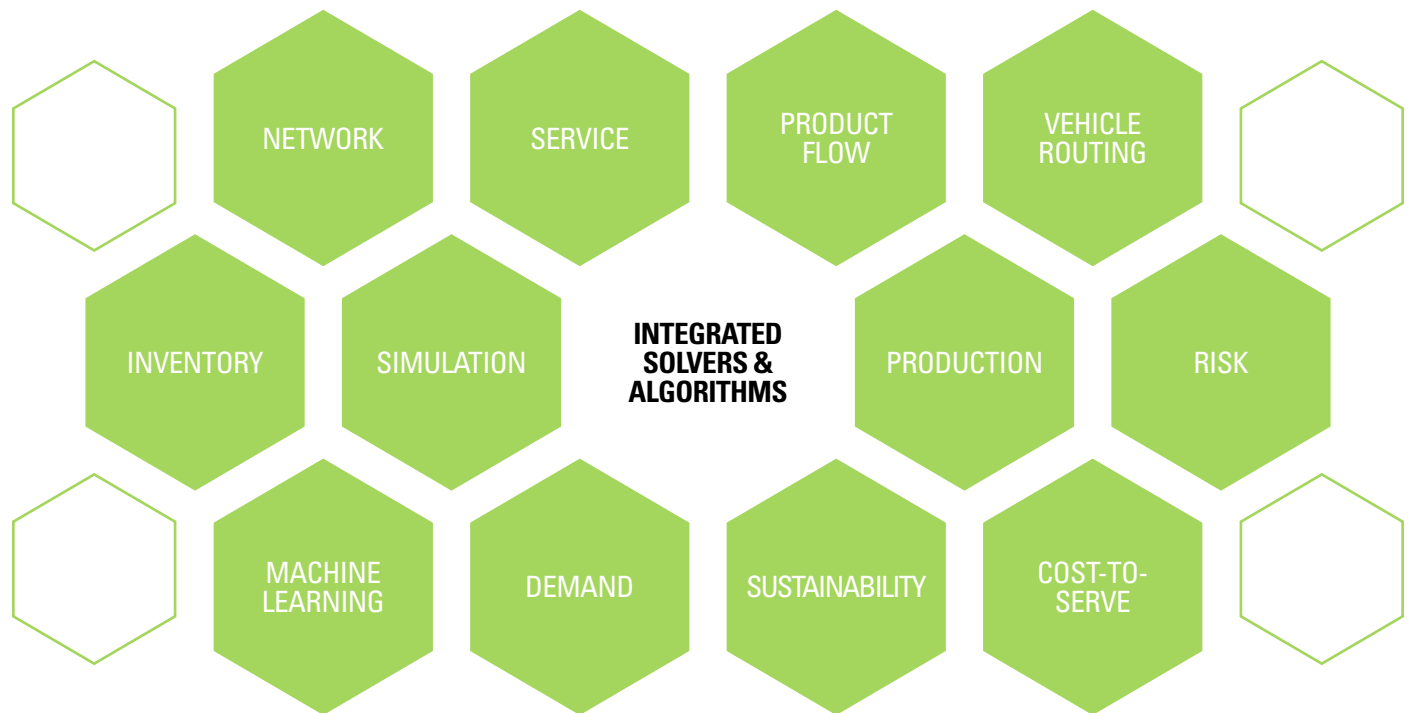 NETWORK
SERVICE
PRODUCT
FLOW
VEHICLE
ROUTING
INVENTORY
SIMULATION
INTEGRATED
SOLVERS &
ALGORITHMS
PRODUCTION
RISK
MACHINE
LEARNING
DEMAND
SUSTAINABILITY
COST-TO-
SERVE